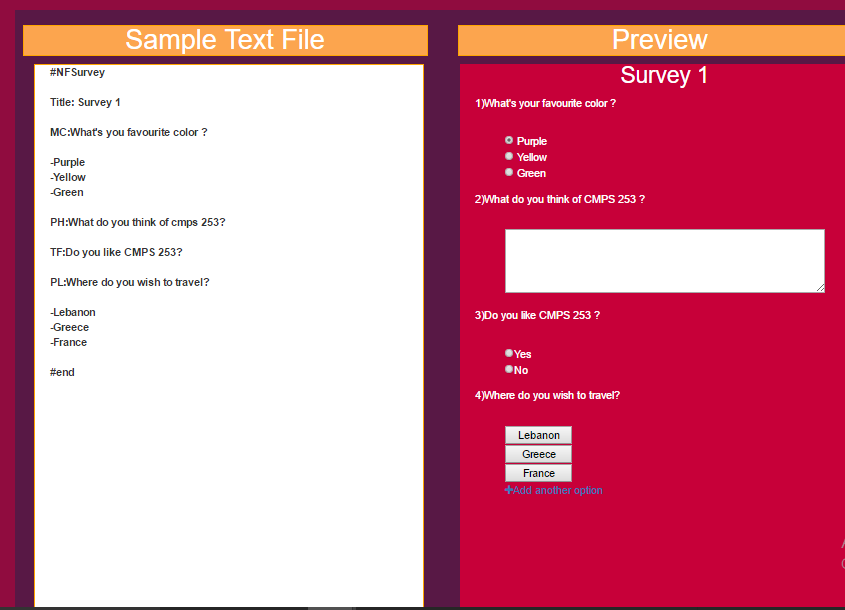 Sample Text File
#NFSurvey
Title: Survey 1
MC:What's you favourite color ?
-Purple
-Yellow
-Green
PH:What do you think of cmps 253?
TF:Do you like CMPS 253?
PL:Where do you wish to travel?
-Lebanon
-Greece
-France
#end
Preview
Survey 1
1)What's your favourite color ?
Purple
Yellow
Green
2)What do you think of CMPS 253 ?
3)Do you like CMPS 253 ?
Yes
No
4)Where do you wish to travel?
Lebanon
Greece
France
Add another option